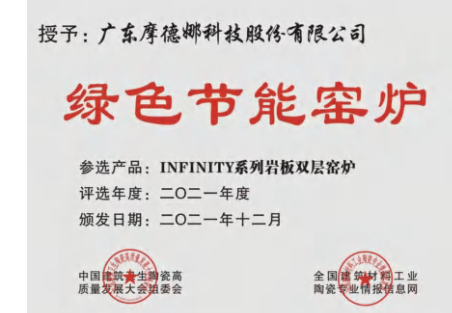 授予：广东摩德娜科技股份有限公司
绿色节能窑炉
参选产品：INFINITY系列岩板双层窑炉
评选年度：二〇二一年度
颁发日期：二〇二一年十二月
中国建筑卫生陶瓷高
质量发展大会组委会
全国建筑材料工业
陶瓷专业情报信息网